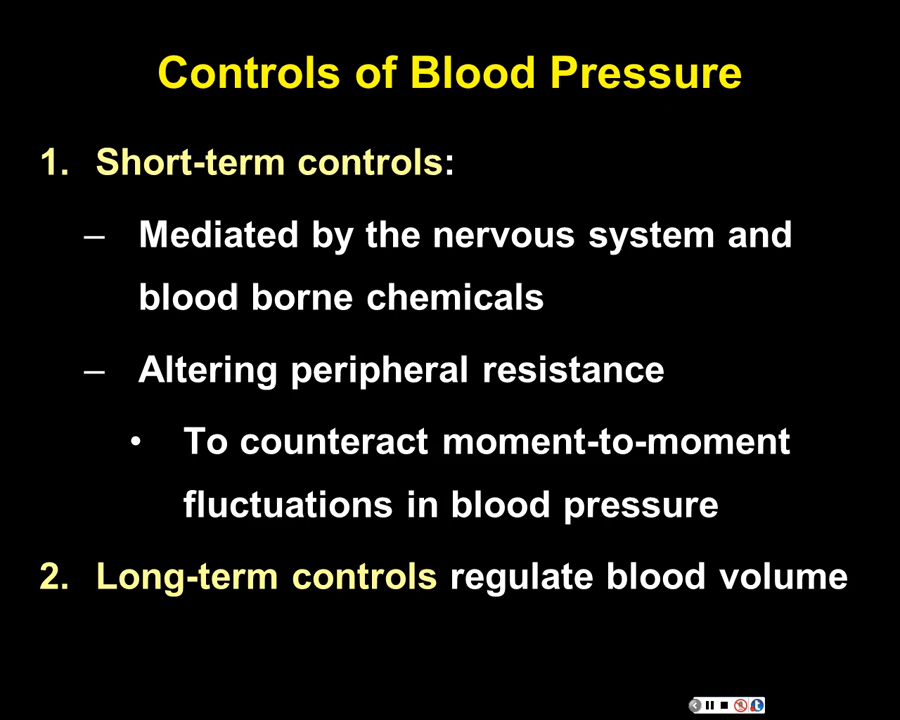 Controls of Blood Pressure
1. Short-term controls:
– Mediated by the nervous system and
blood borne chemicals
– Altering peripheral resistance
• To counteract moment-to-moment
fluctuations in blood pressure
2. Long-term controls regulate blood volume